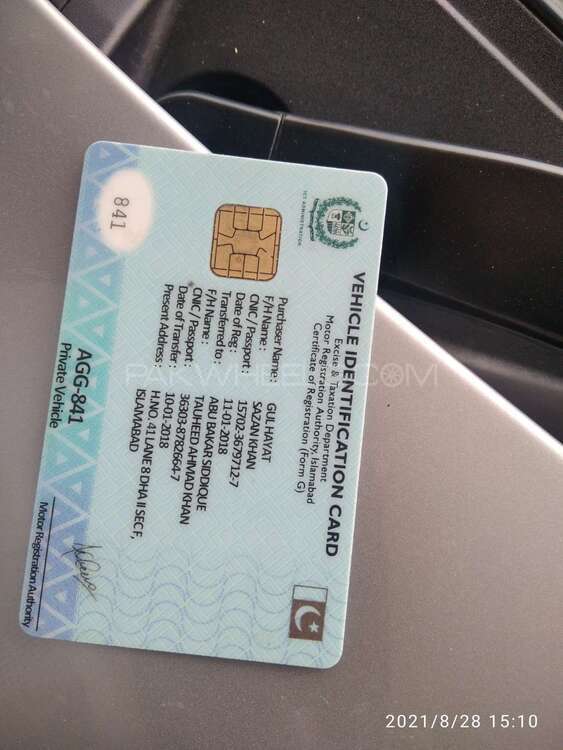 ICT ADMINISTRATION
VEHICLE IDENTIFICATION CARD
Excise & Taxation Department
Motor Registration Authority, Islamabad
Certificate of Registration (Form G)
Purchaser Name : GUL HAYAT
F/H Name : SAZAN KHAN
CNIC / Passport : 15702-3679712-7
Date of Reg : 11-01-2018
Transferred to : ABU BAKAR SIDDIQUE
F/H Name : TAUHEED AHMAD KHAN
CNIC / Passport : 36303-8782664-7
Date of Transfer : 10-01-2018
Present Address : H.NO. 41 LANE 8 DHA II SEC F,
ISLAMABAD
841
AGG-841
Private Vehicle
Motor Registration Authority
PAKWHEELS.COM
2021/8/28 15:10